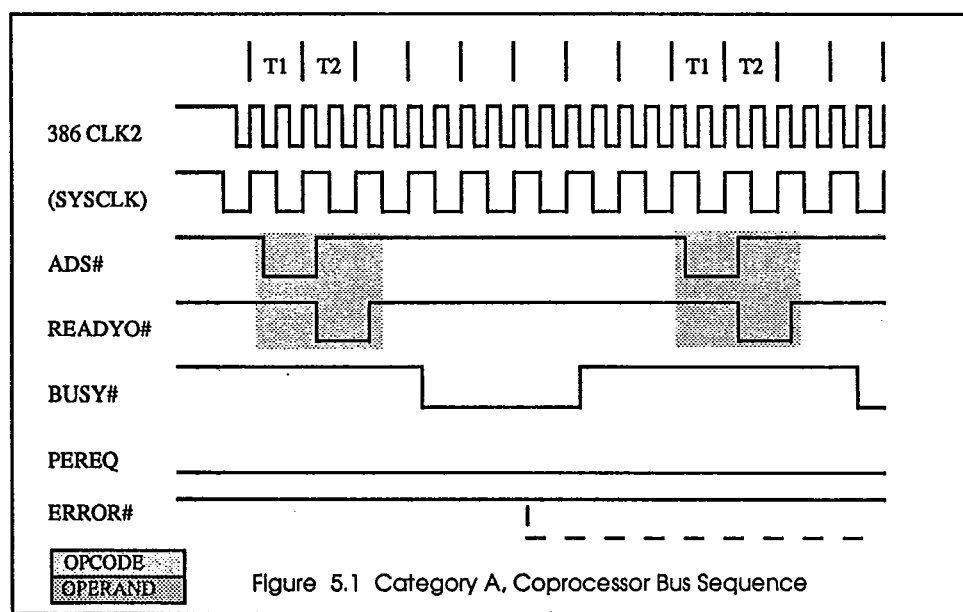 T1 T2 T1 T2
386 CLK2
(SYSCLK)
ADS#
READYO#
BUSY#
PEREQ
ERROR#
OPCODE
OPERAND
Figure 5.1 Category A, Coprocessor Bus Sequence